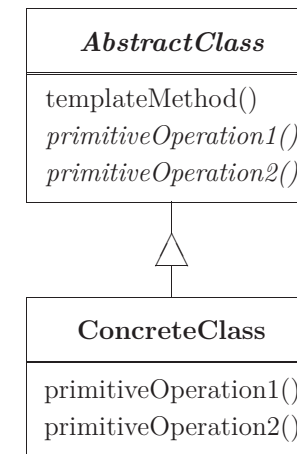 AbstractClass
templateMethod()
primitiveOperation1()
primitiveOperation2()
ConcreteClass
primitiveOperation1()
primitiveOperation2()